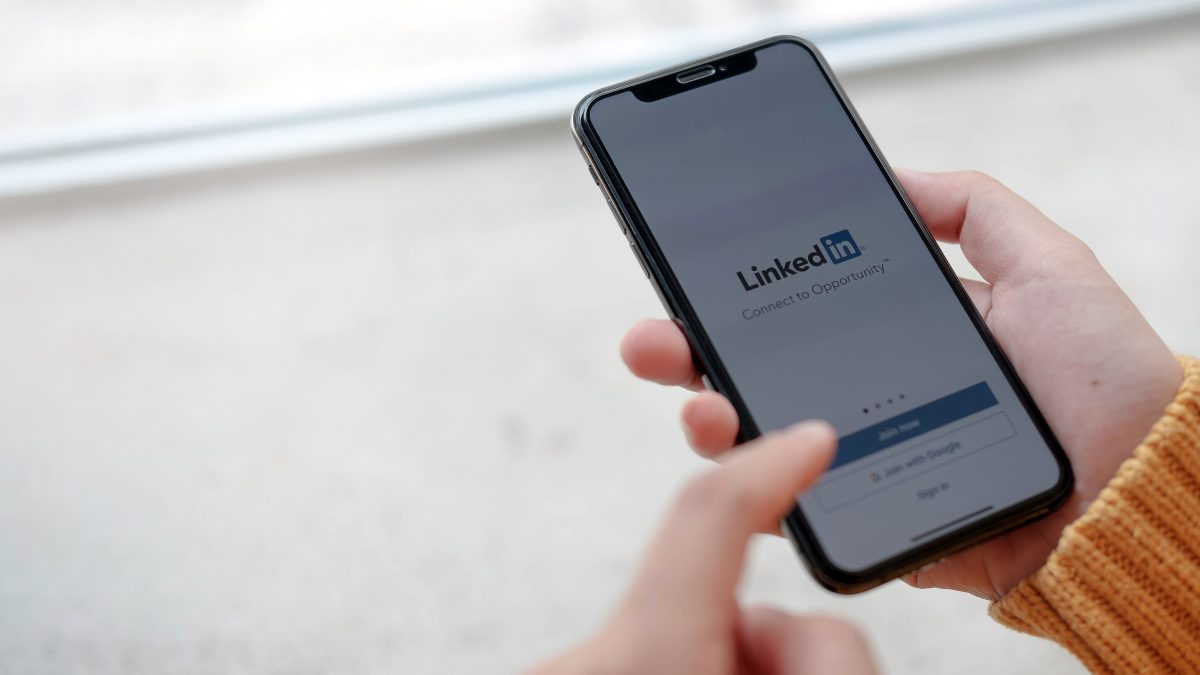 Linked in
Connect to Opportunity™
Join now
Join with Google
Sign in